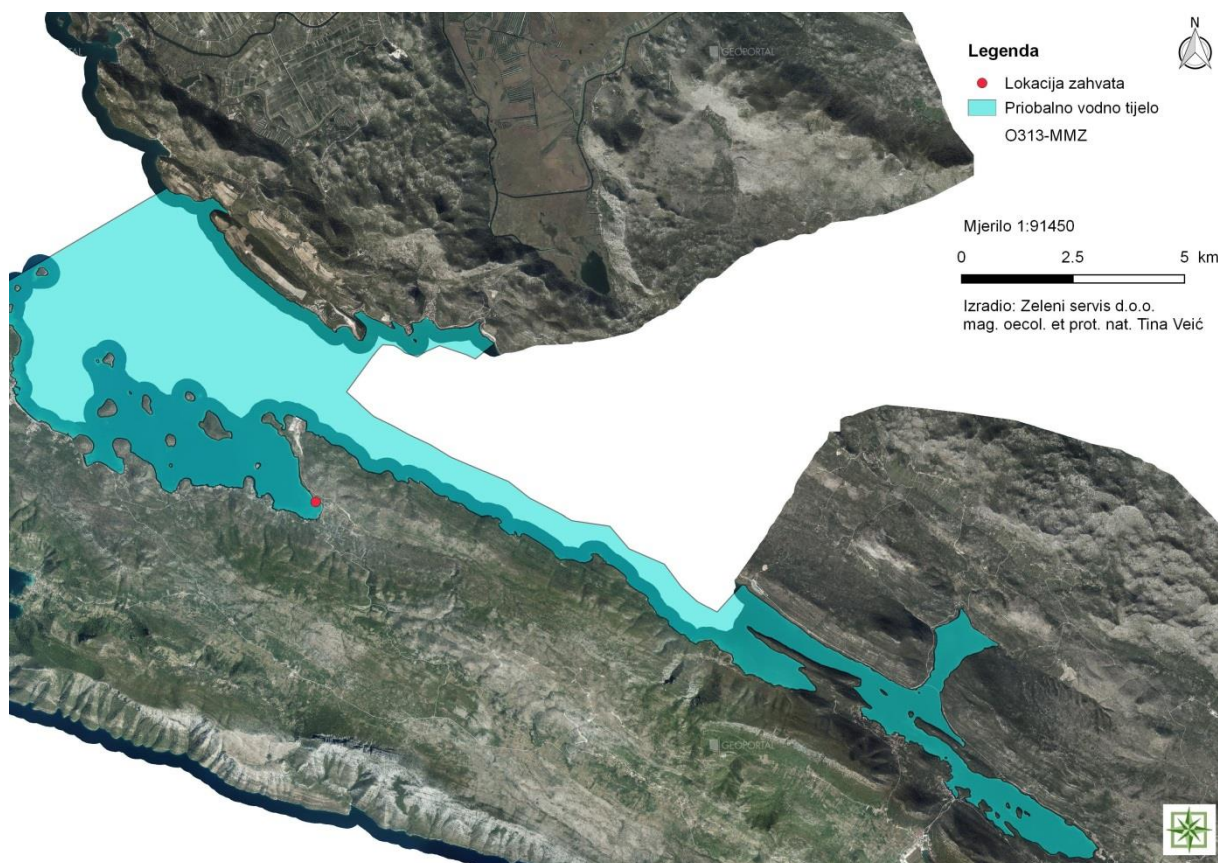 N
Legenda
Lokacija zahvata
Priobalno vodno tijelo
O313-MMZ
Mjerilo 1:91450
0 2.5 5 km
Izradio: Zeleni servis d.o.o.
mag. oecol. et prot. nat. Tina Veić
GEOPORTAL
GEOPORTAL